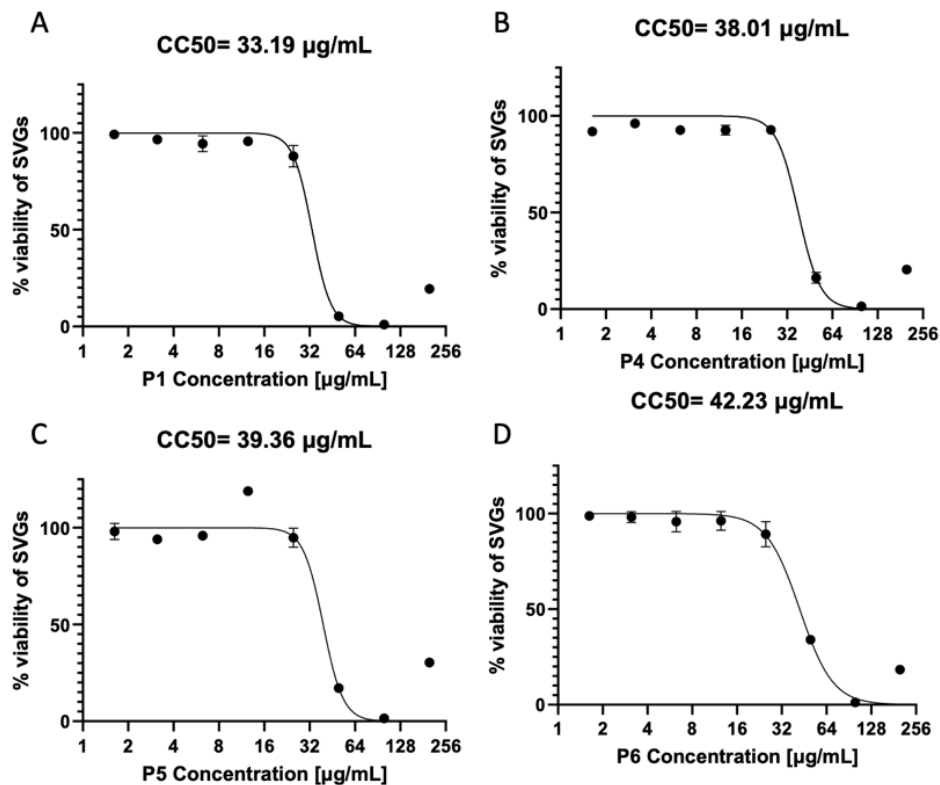 A
CC50= 33.19 µg/mL
% viability of SVGs
100
50
0
1 2 4 8 16 32 64 128 256
P1 Concentration [µg/mL]
B
CC50= 38.01 µg/mL
% viability of SVGs
100
50
0
1 2 4 8 16 32 64 128 256
P4 Concentration [µg/mL]
C
CC50= 39.36 µg/mL
% viability of SVGs
100
50
0
1 2 4 8 16 32 64 128 256
P5 Concentration [µg/mL]
D
CC50= 42.23 µg/mL
% viability of SVGs
100
50
0
1 2 4 8 16 32 64 128 256
P6 Concentration [µg/mL]